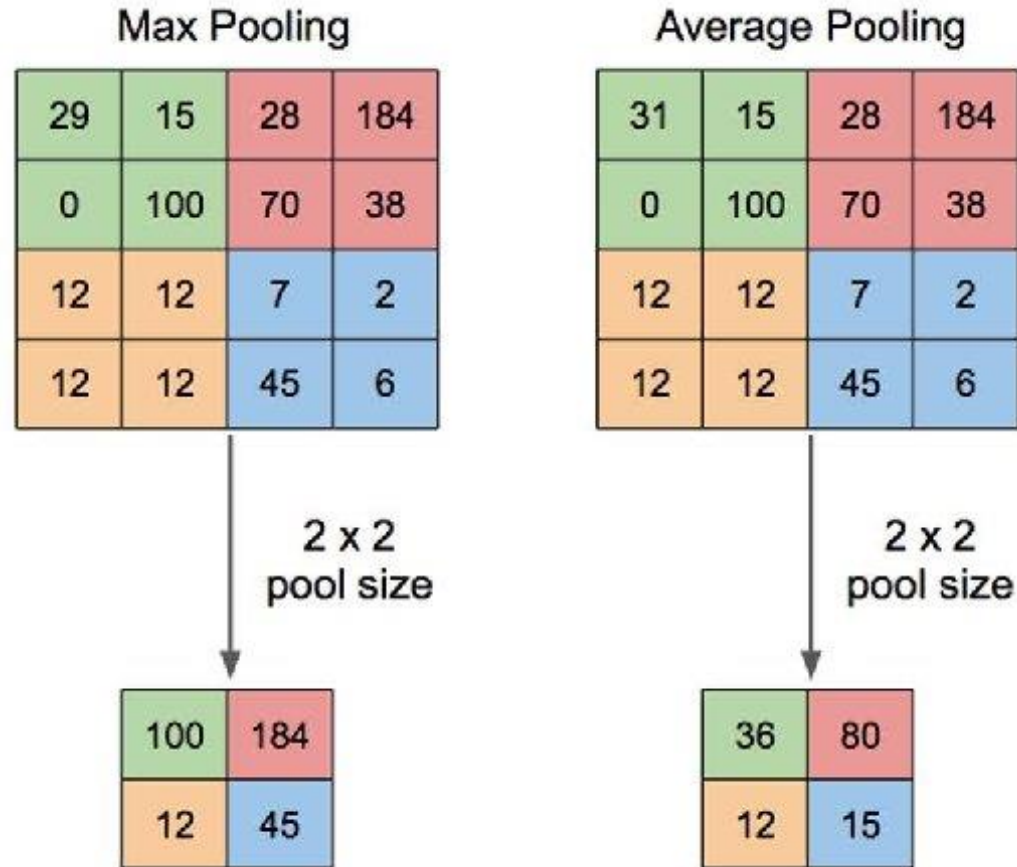 Max Pooling
29 15 28 184
0 100 70 38
12 12 7 2
12 12 45 6
2 x 2
pool size
100 184
12 45
Average Pooling
31 15 28 184
0 100 70 38
12 12 7 2
12 12 45 6
2 x 2
pool size
36 80
12 15